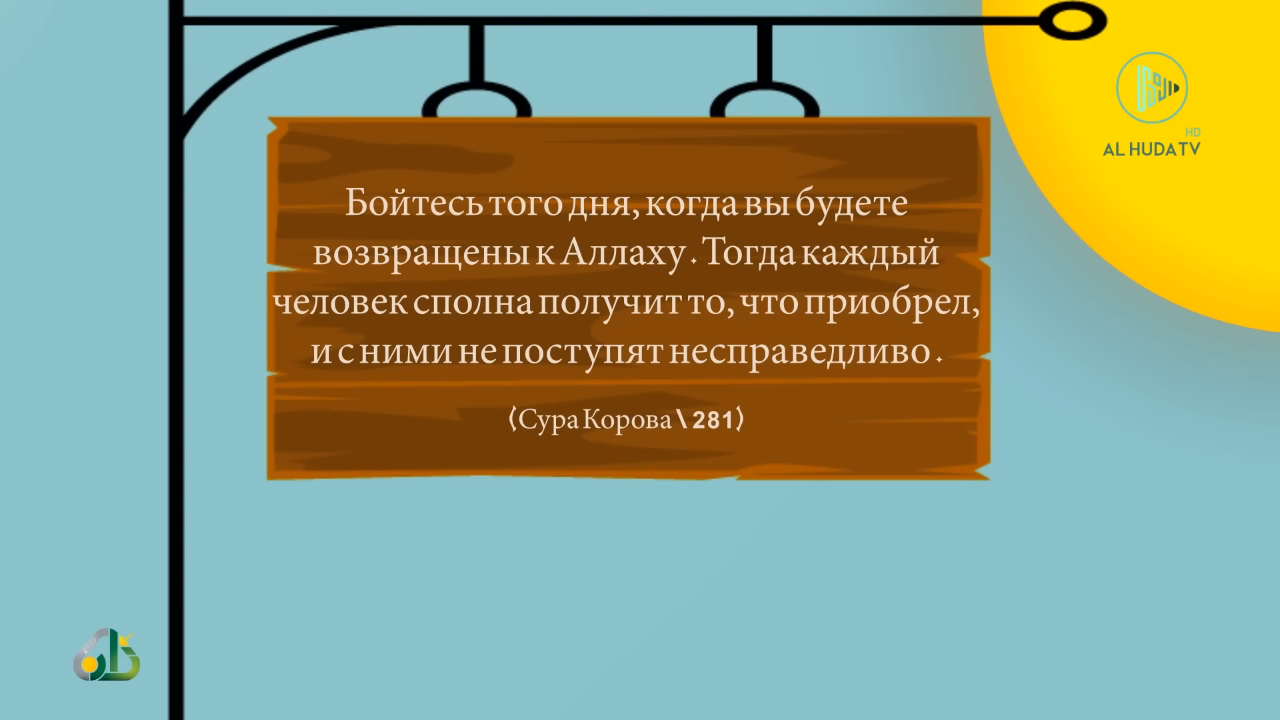 HD
AL HUDA TV
Бойтесь того дня, когда вы будете
возвращены к Аллаху. Тогда каждый
человек сполна получит то, что приобрел,
и с ними не поступят несправедливо.
(Сура Корова \ 281)